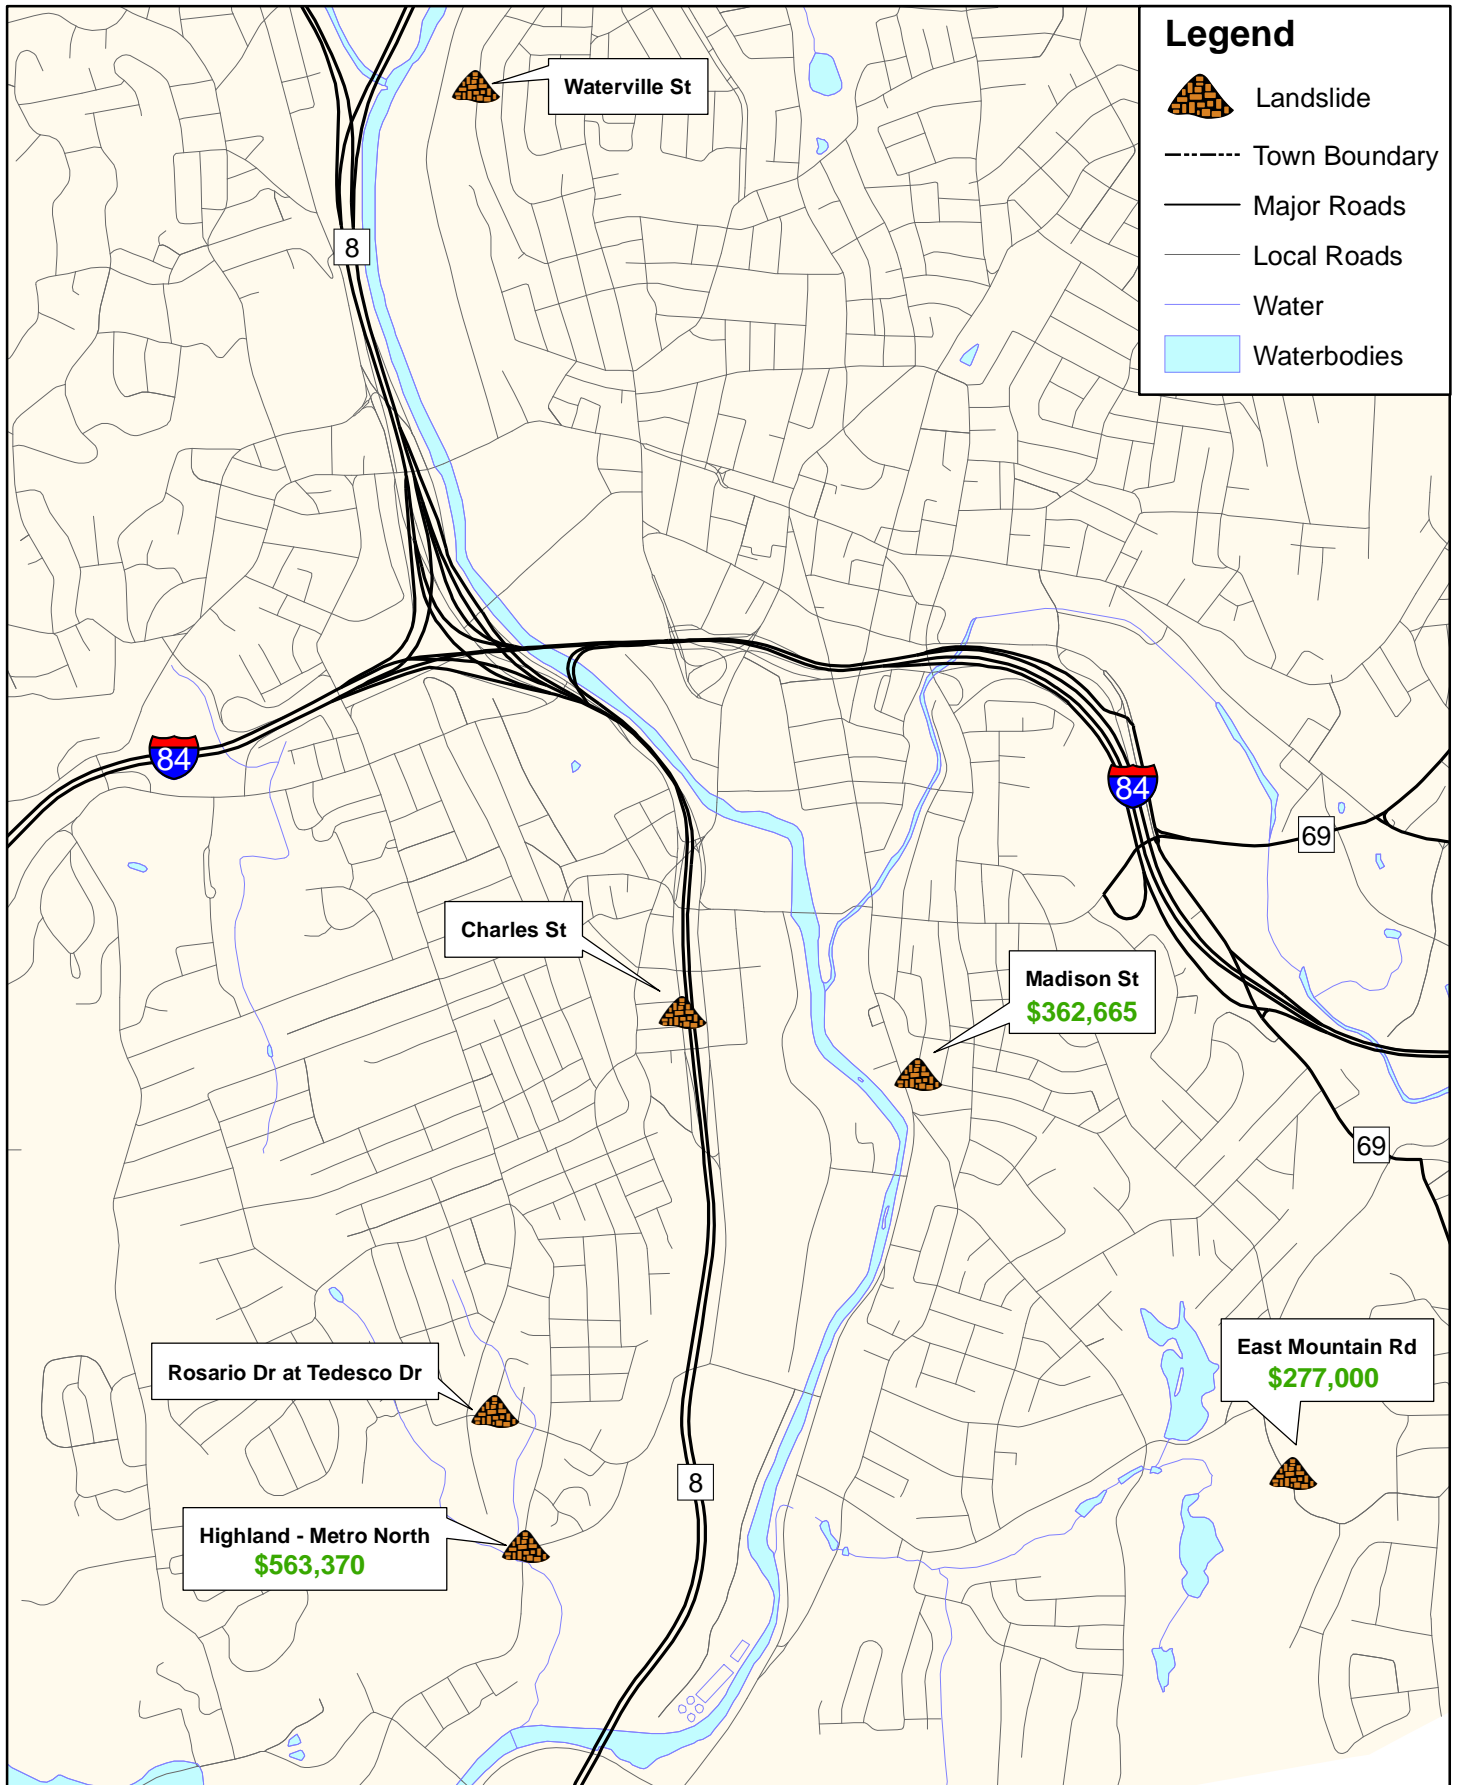 Legend
Landslide
Town Boundary
Major Roads
Local Roads
Water
Waterbodies
Waterville St
8
84
84
69
Charles St
Madison St
$362,665
69
East Mountain Rd
$277,000
Rosario Dr at Tedesco Dr
8
Highland - Metro North
$563,370